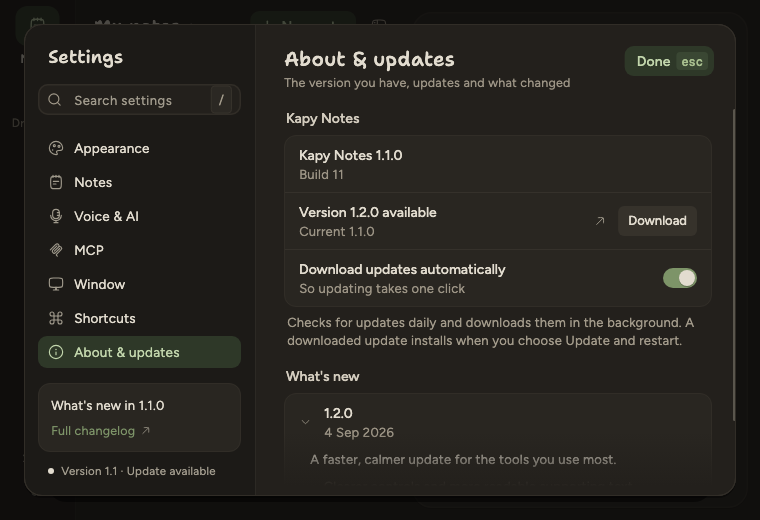 Settings
Search settings
/
Appearance
Notes
Voice & AI
MCP
Window
Shortcuts
About & updates
What's new in 1.1.0
Full changelog ↗
Version 1.1 · Update available
About & updates
The version you have, updates and what changed
Done esc
Kapy Notes
Kapy Notes 1.1.0
Build 11
Version 1.2.0 available
Current 1.1.0
↗ Download
Download updates automatically
So updating takes one click
Checks for updates daily and downloads them in the background. A
downloaded update installs when you choose Update and restart.
What's new
1.2.0
4 Sep 2026
A faster, calmer update for the tools you use most.